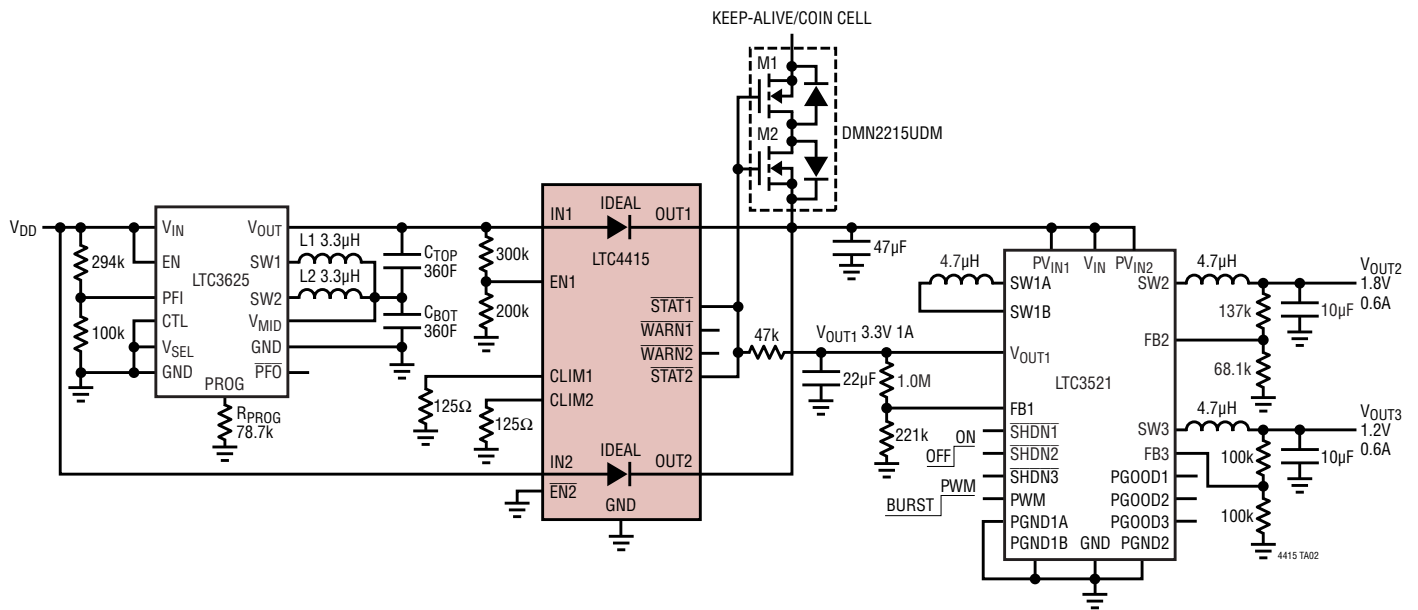 KEEP-ALIVE/COIN CELL
M1
M2
DMN2215UDM
VDD
294k
100k
VIN
EN
PFI
CTL
VSEL
GND
LTC3625
VOUT
SW1
SW2
VMID
GND
PFO
PROG
RPROG
78.7k
L1 3.3µH
L2 3.3µH
CTOP
360F
CBOT
360F
300k
200k
125Ω
125Ω
IN1
IDEAL
OUT1
LTC4415
EN1
STAT1
WARN1
WARN2
STAT2
CLIM1
CLIM2
IN2
IDEAL
OUT2
EN2
GND
47k
47µF
VOUT1 3.3V 1A
22µF
1.0M
221k
ON
OFF
PWM
BURST
4.7µH
PVIN1
VIN
PVIN2
SW1A
SW1B
VOUT1
LTC3521
FB1
SHDN1
SHDN2
SHDN3
PWM
PGND1A
PGND1B
GND
PGND2
SW2
FB2
SW3
FB3
PGOOD1
PGOOD2
PGOOD3
4.7µH
137k
68.1k
10µF
VOUT2
1.8V
0.6A
4.7µH
100k
100k
10µF
VOUT3
1.2V
0.6A
4415 TA02